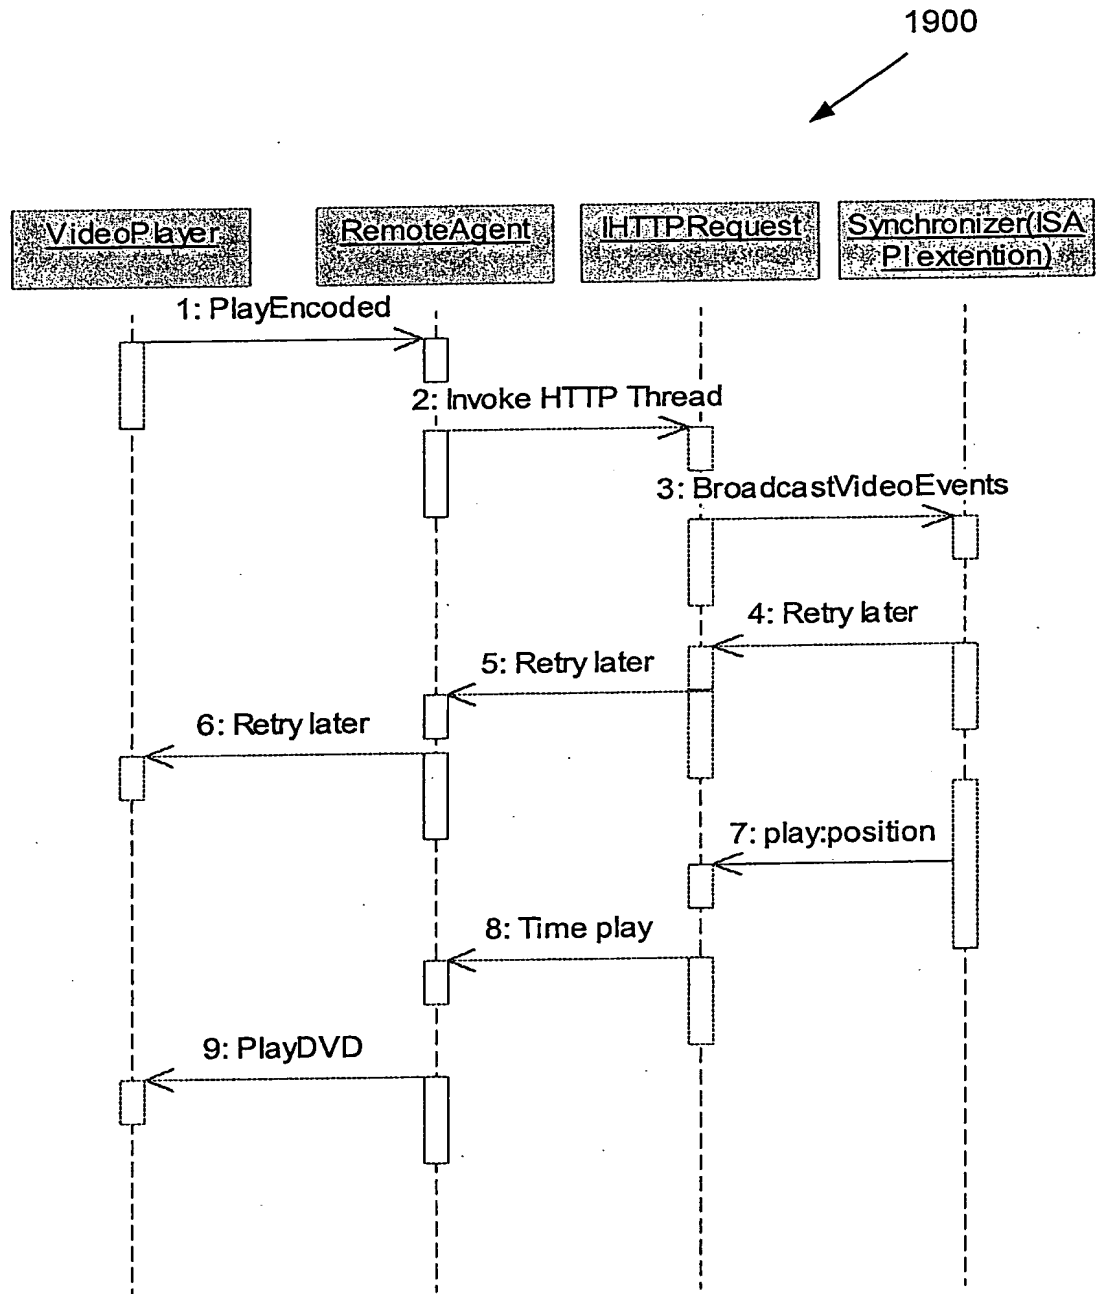 1900
VideoPlayer
RemoteAgent
IHTTPRequest
Synchronizer(ISA
PI extention)
1: PlayEncoded
2: Invoke HTTP Thread
3: BroadcastVideoEvents
4: Retry later
5: Retry later
6: Retry later
7: play:position
8: Time play
9: PlayDVD